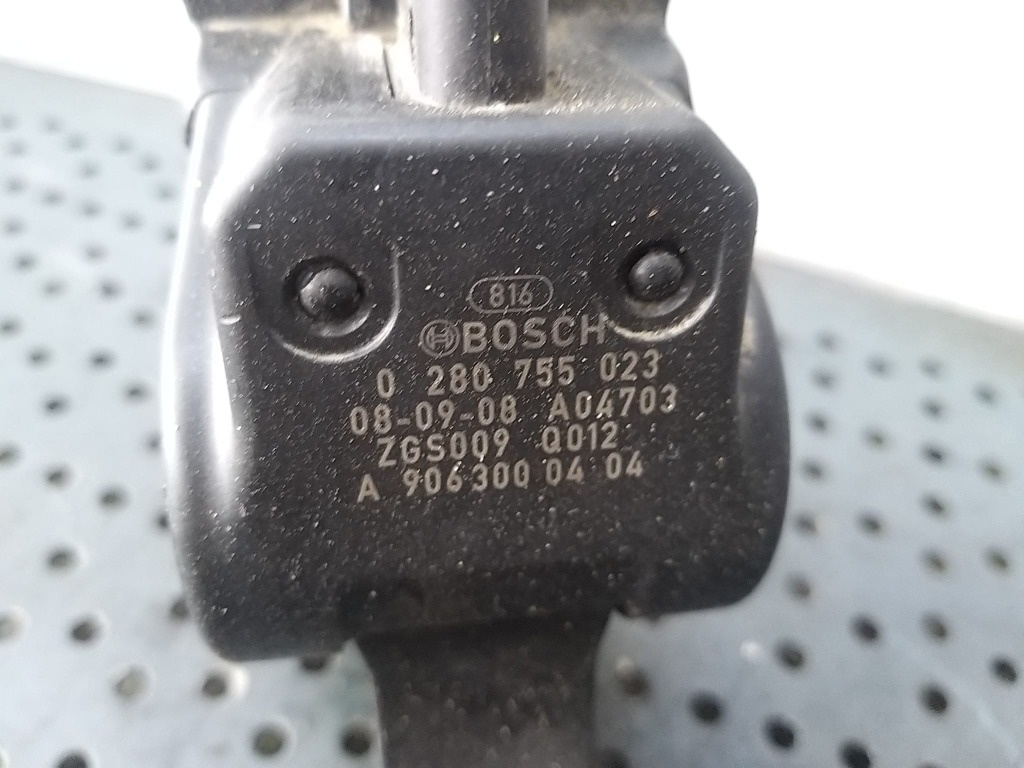 816
BOSCH
0 280 755 023
08-09-08 A04703
ZGS009 Q012
A 906 300 04 04